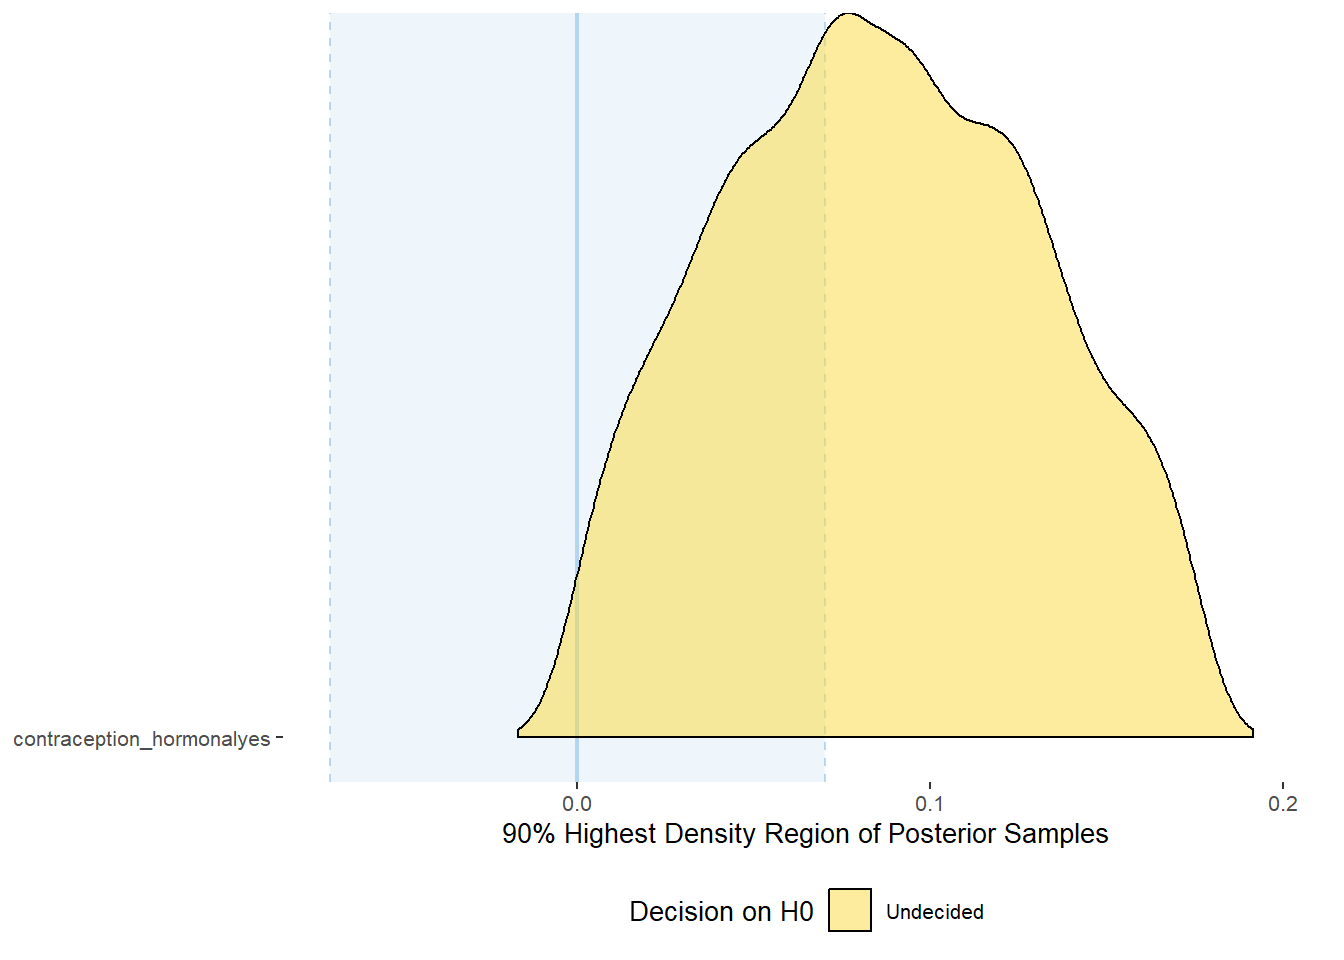 contraception_hormonalyes
0.0
0.1
0.2
90% Highest Density Region of Posterior Samples
Decision on H0
Undecided